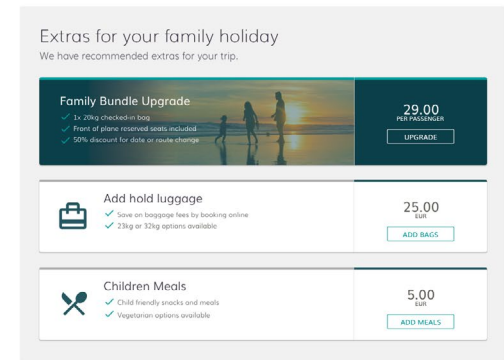 Extras for your family holiday
We have recommended extras for your trip.
Family Bundle Upgrade
1x 20kg checked-in bag
Front of plane reserved seats included
50% discount for date or route change
29.00
PER PASSENGER
UPGRADE
Add hold luggage
Save on baggage fees by booking online
23kg or 32kg options available
25.00
EUR
ADD BAGS
Children Meals
Child friendly snacks and meals
Vegetarian options available
5.00
EUR
ADD MEALS